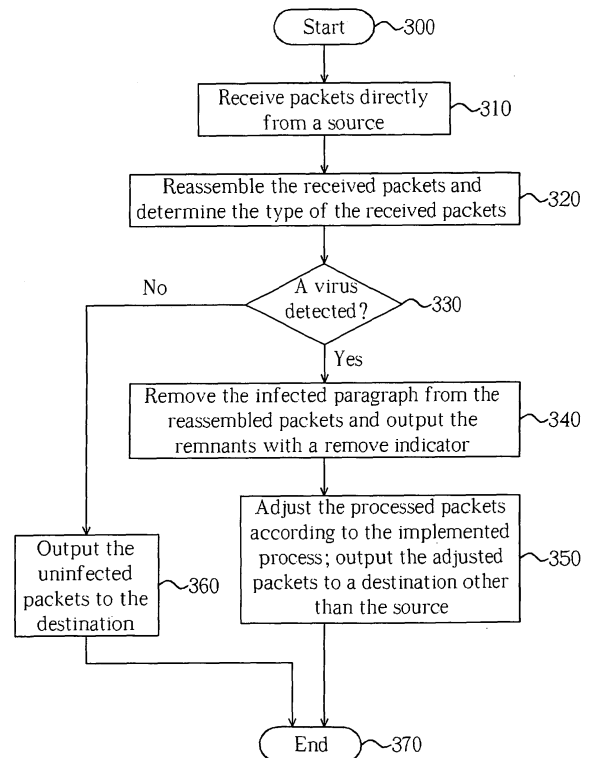 Start
300
Receive packets directly
from a source
310
Reassemble the received packets and
determine the type of the received packets
320
A virus
detected?
330
No
Yes
Remove the infected paragraph from the
reassembled packets and output the
remnants with a remove indicator
340
Adjust the processed packets
according to the implemented
process; output the adjusted
packets to a destination other
than the source
350
Output the
uninfected
packets to the
destination
360
End
370